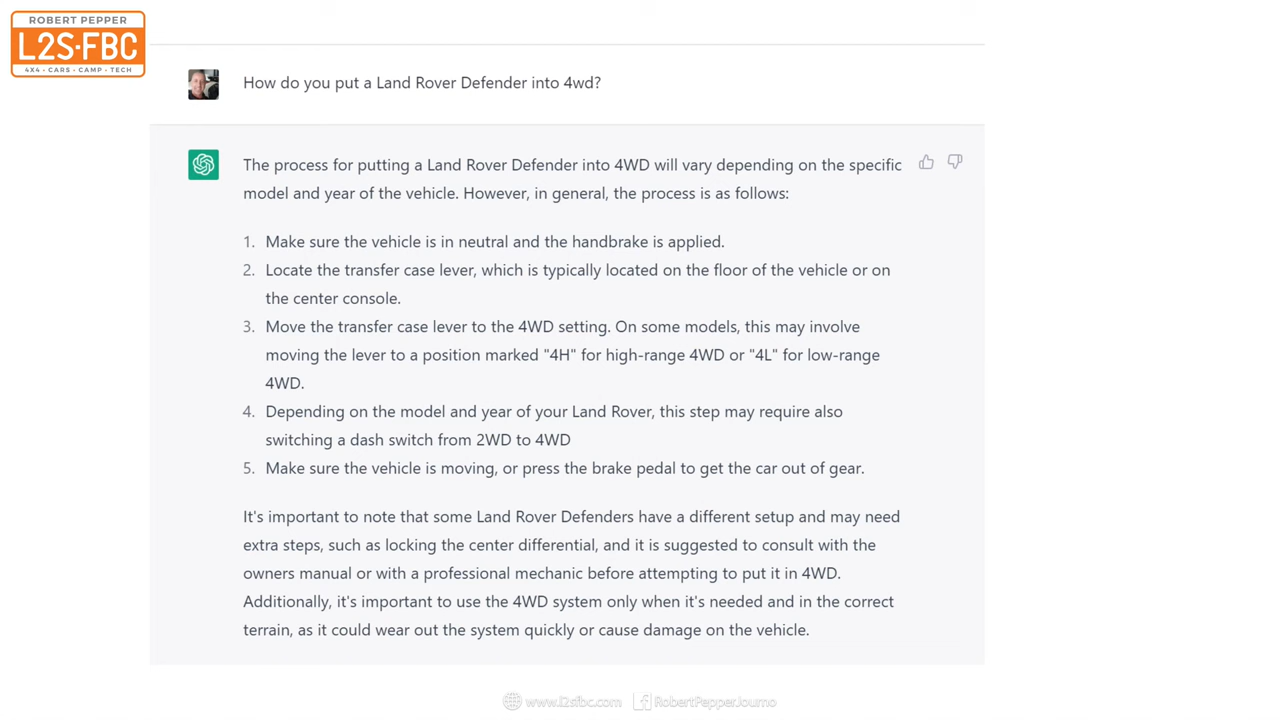 ROBERT PEPPER
L2S·FBC
4X4 • CARS • CAMP • TECH
How do you put a Land Rover Defender into 4wd?
The process for putting a Land Rover Defender into 4WD will vary depending on the specific
model and year of the vehicle. However, in general, the process is as follows:
1. Make sure the vehicle is in neutral and the handbrake is applied.
2. Locate the transfer case lever, which is typically located on the floor of the vehicle or on
the center console.
3. Move the transfer case lever to the 4WD setting. On some models, this may involve
moving the lever to a position marked "4H" for high-range 4WD or "4L" for low-range
4WD.
4. Depending on the model and year of your Land Rover, this step may require also
switching a dash switch from 2WD to 4WD
5. Make sure the vehicle is moving, or press the brake pedal to get the car out of gear.
It's important to note that some Land Rover Defenders have a different setup and may need
extra steps, such as locking the center differential, and it is suggested to consult with the
owners manual or with a professional mechanic before attempting to put it in 4WD.
Additionally, it's important to use the 4WD system only when it's needed and in the correct
terrain, as it could wear out the system quickly or cause damage on the vehicle.
www.l2sfbc.com RobertPepperJourno